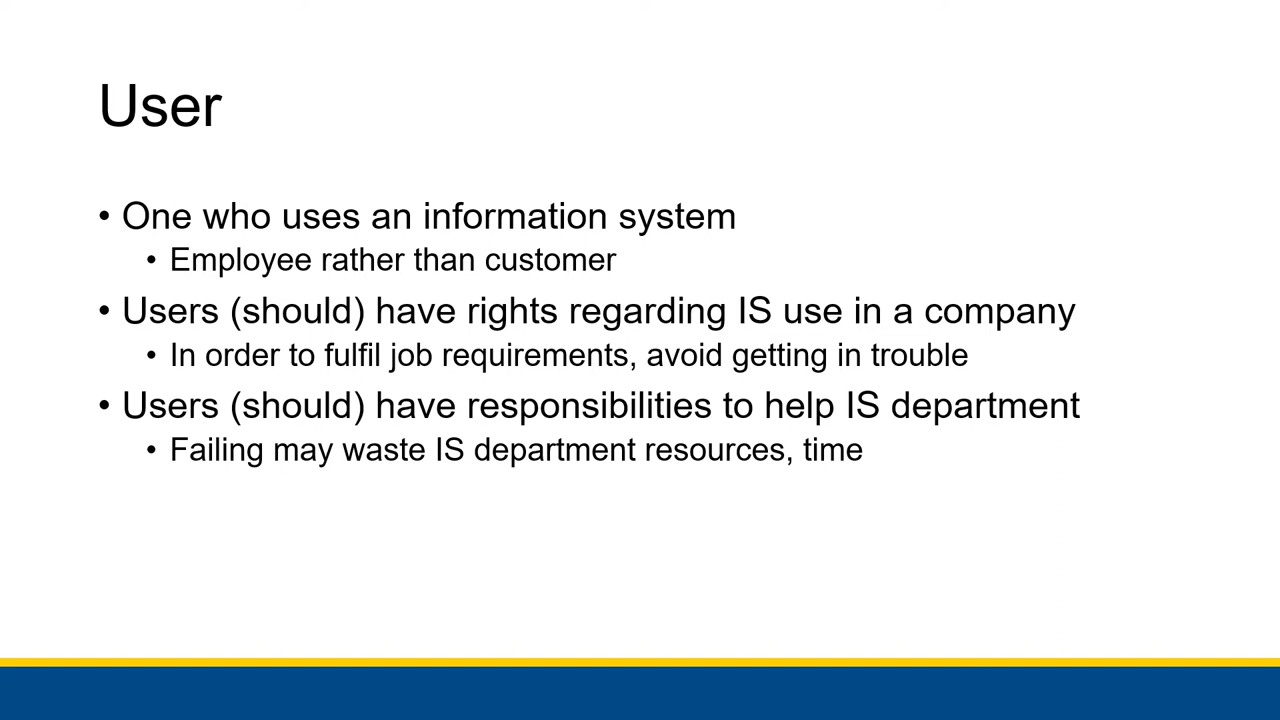 User
• One who uses an information system
• Employee rather than customer
• Users (should) have rights regarding IS use in a company
• In order to fulfil job requirements, avoid getting in trouble
• Users (should) have responsibilities to help IS department
• Failing may waste IS department resources, time